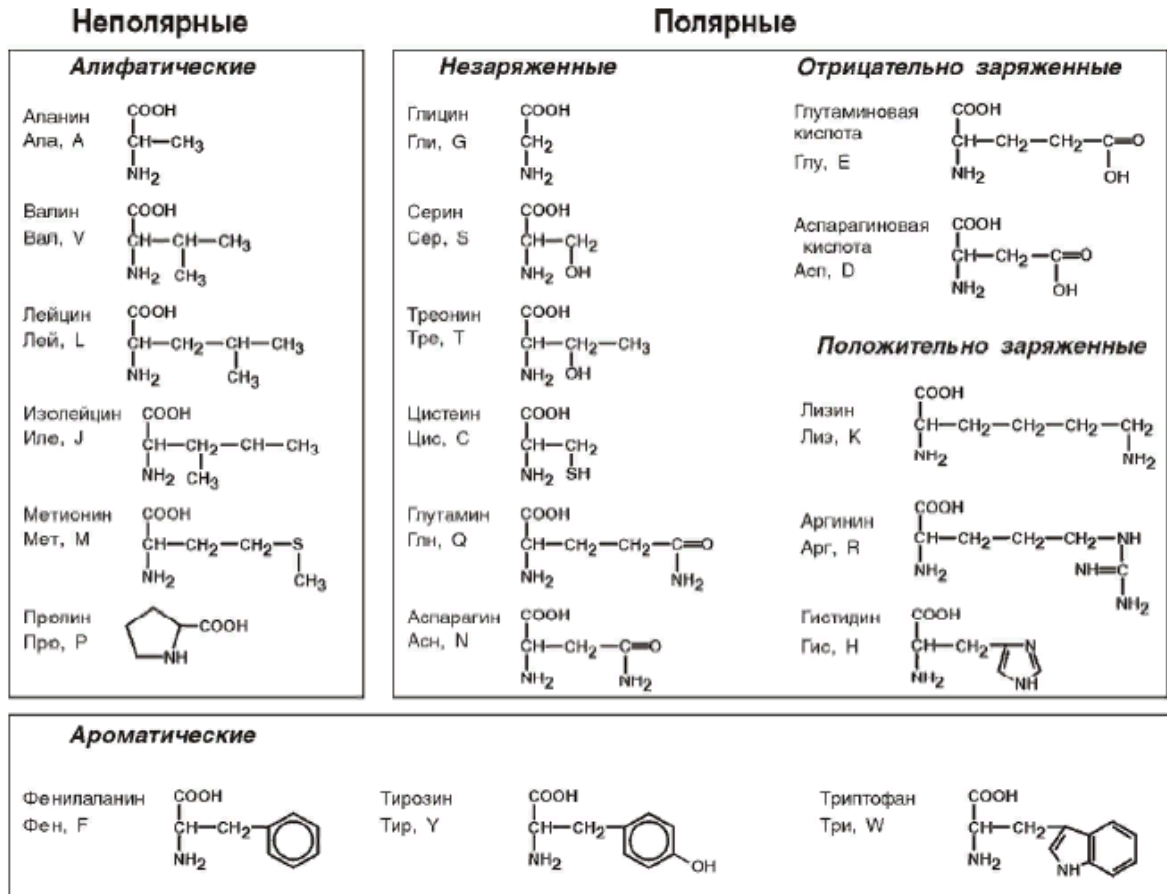 Неполярные
Полярные
Алифатические
Аланин
Ала, A
COOH
CH—CH3
NH2
Валин
Вал, V
COOH
CH—CH—CH3
NH2 CH3
Лейцин
Лей, L
COOH
CH—CH2—CH—CH3
NH2 CH3
Изолейцин
Иле, J
COOH
CH—CH2—CH—CH3
NH2 CH3
Метионин
Мет, M
COOH
CH—CH2—CH2—S
NH2 CH3
Пролин
Про, P
COOH
NH
Незаряженные
Глицин
Гли, G
COOH
CH2
NH2
Серин
Сер, S
COOH
CH—CH2
NH2 OH
Треонин
Тре, T
COOH
CH—CH2—CH3
NH2 OH
Цистеин
Цис, C
COOH
CH—CH2
NH2 SH
Глутамин
Глн, Q
COOH
CH—CH2—CH2—C=O
NH2 NH2
Аспарагин
Асн, N
COOH
CH—CH2—C=O
NH2 NH2
Отрицательно заряженные
Глутаминовая
кислота
Глу, E
COOH
CH—CH2—CH2—C=O
NH2 OH
Аспарагиновая
кислота
Асп, D
COOH
CH—CH2—C=O
NH2 OH
Положительно заряженные
Лизин
Лиз, K
COOH
CH—CH2—CH2—CH2—CH2
NH2 NH2
Аргинин
Арг, R
COOH
CH—CH2—CH2—CH2—NH
NH2 NH=C
NH2
Гистидин
Гис, H
COOH
CH—CH2 N
NH2 NH
Ароматические
Фенилаланин
Фен, F
COOH
CH—CH2
NH2
Тирозин
Тир, Y
COOH
CH—CH2
NH2 OH
Триптофан
Три, W
COOH
CH—CH2
NH2 NH